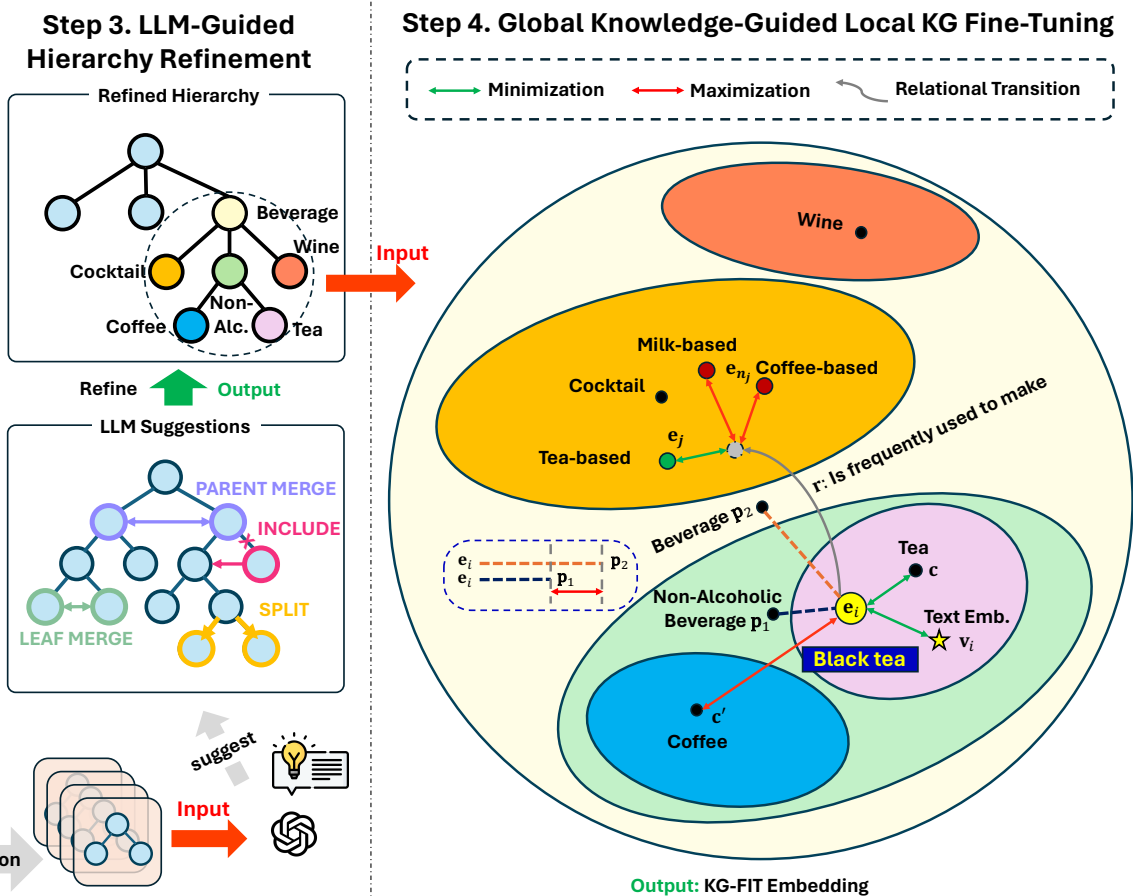 Step 3. LLM-Guided
Hierarchy Refinement
Refined Hierarchy
Beverage
Wine
Cocktail
Non-
Alc.
Coffee
Tea
Refine
Output
LLM Suggestions
PARENT MERGE
INCLUDE
SPLIT
LEAF MERGE
suggest
Input
on
Input
Step 4. Global Knowledge-Guided Local KG Fine-Tuning
Minimization
Maximization
Relational Transition
Wine
Milk-based
e_{n_j} Coffee-based
Cocktail
e_j
Tea-based
r: Is frequently used to make
Beverage p_2
e_i p_2
e_i p_1
Non-Alcoholic
Beverage p_1
Tea
c
e_i
Text Emb.
v_i
Black tea
c′
Coffee
Output: KG-FIT Embedding